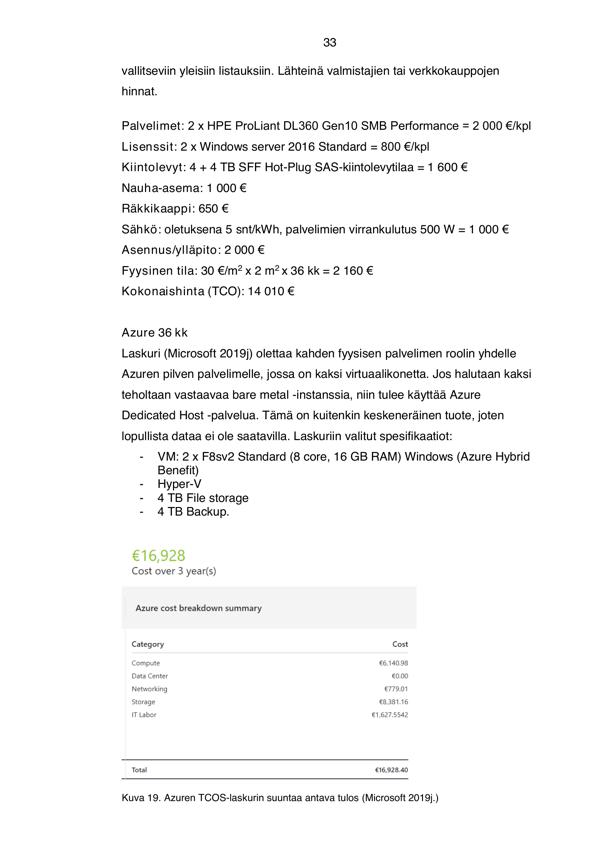 33
vallitseviin yleisiin listauksiin. Lähteinä valmistajien tai verkkokauppojen
hinnat.
Palvelimet: 2 x HPE ProLiant DL360 Gen10 SMB Performance = 2 000 €/kpl
Lisenssit: 2 x Windows server 2016 Standard = 800 €/kpl
Kiintolevyt: 4 + 4 TB SFF Hot-Plug SAS-kiintolevytilaa = 1 600 €
Nauha-asema: 1 000 €
Räkkikaappi: 650 €
Sähkö: oletuksena 5 snt/kWh, palvelimien virrankulutus 500 W = 1 000 €
Asennus/ylläpito: 2 000 €
Fyysinen tila: 30 €/m² x 2 m² x 36 kk = 2 160 €
Kokonaishinta (TCO): 14 010 €
Azure 36 kk
Laskuri (Microsoft 2019j) olettaa kahden fyysisen palvelimen roolin yhdelle
Azuren pilven palvelimelle, jossa on kaksi virtuaalikonetta. Jos halutaan kaksi
teholtaan vastaavaa bare metal -instanssia, niin tulee käyttää Azure
Dedicated Host -palvelua. Tämä on kuitenkin keskeneräinen tuote, joten
lopullista dataa ei ole saatavilla. Laskuriin valitut spesifikaatiot:
- VM: 2 x F8sv2 Standard (8 core, 16 GB RAM) Windows (Azure Hybrid
Benefit)
- Hyper-V
- 4 TB File storage
- 4 TB Backup.
€16,928
Cost over 3 year(s)
Azure cost breakdown summary
Category Cost
Compute €6,140.98
Data Center €0.00
Networking €779.01
Storage €8,381.16
IT Labor €1,627.5542
Total €16,928.40
Kuva 19. Azuren TCOS-laskurin suuntaa antava tulos (Microsoft 2019j.)